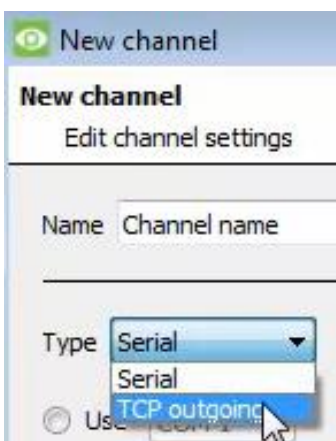 New channel
New channel
Edit channel settings
Name Channel name
Type Serial
Serial
TCP outgoing
Use